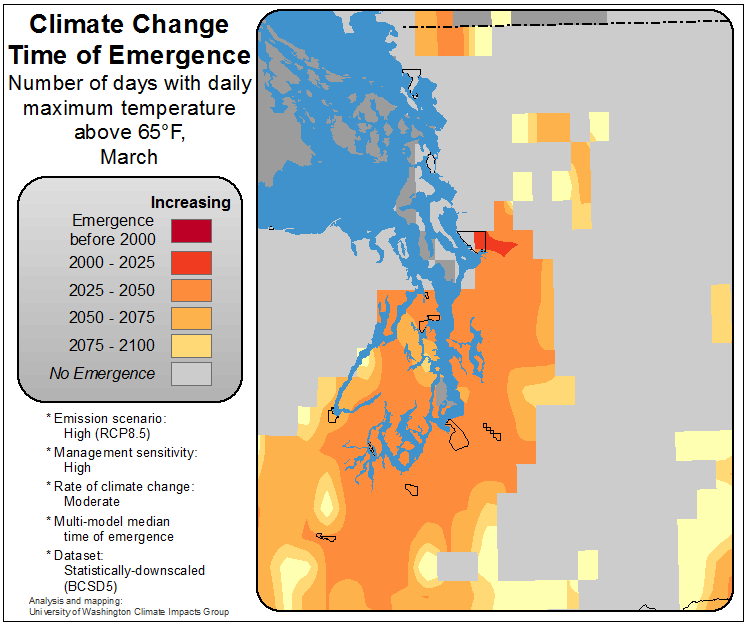 Climate Change
Time of Emergence
Number of days with daily
maximum temperature
above 65°F,
March
Increasing
Emergence
before 2000
2000 - 2025
2025 - 2050
2050 - 2075
2075 - 2100
No Emergence
* Emission scenario:
High (RCP8.5)
* Management sensitivity:
High
* Rate of climate change:
Moderate
* Multi-model median
time of emergence
* Dataset:
Statistically-downscaled
(BCSD5)
Analysis and mapping:
University of Washington Climate Impacts Group